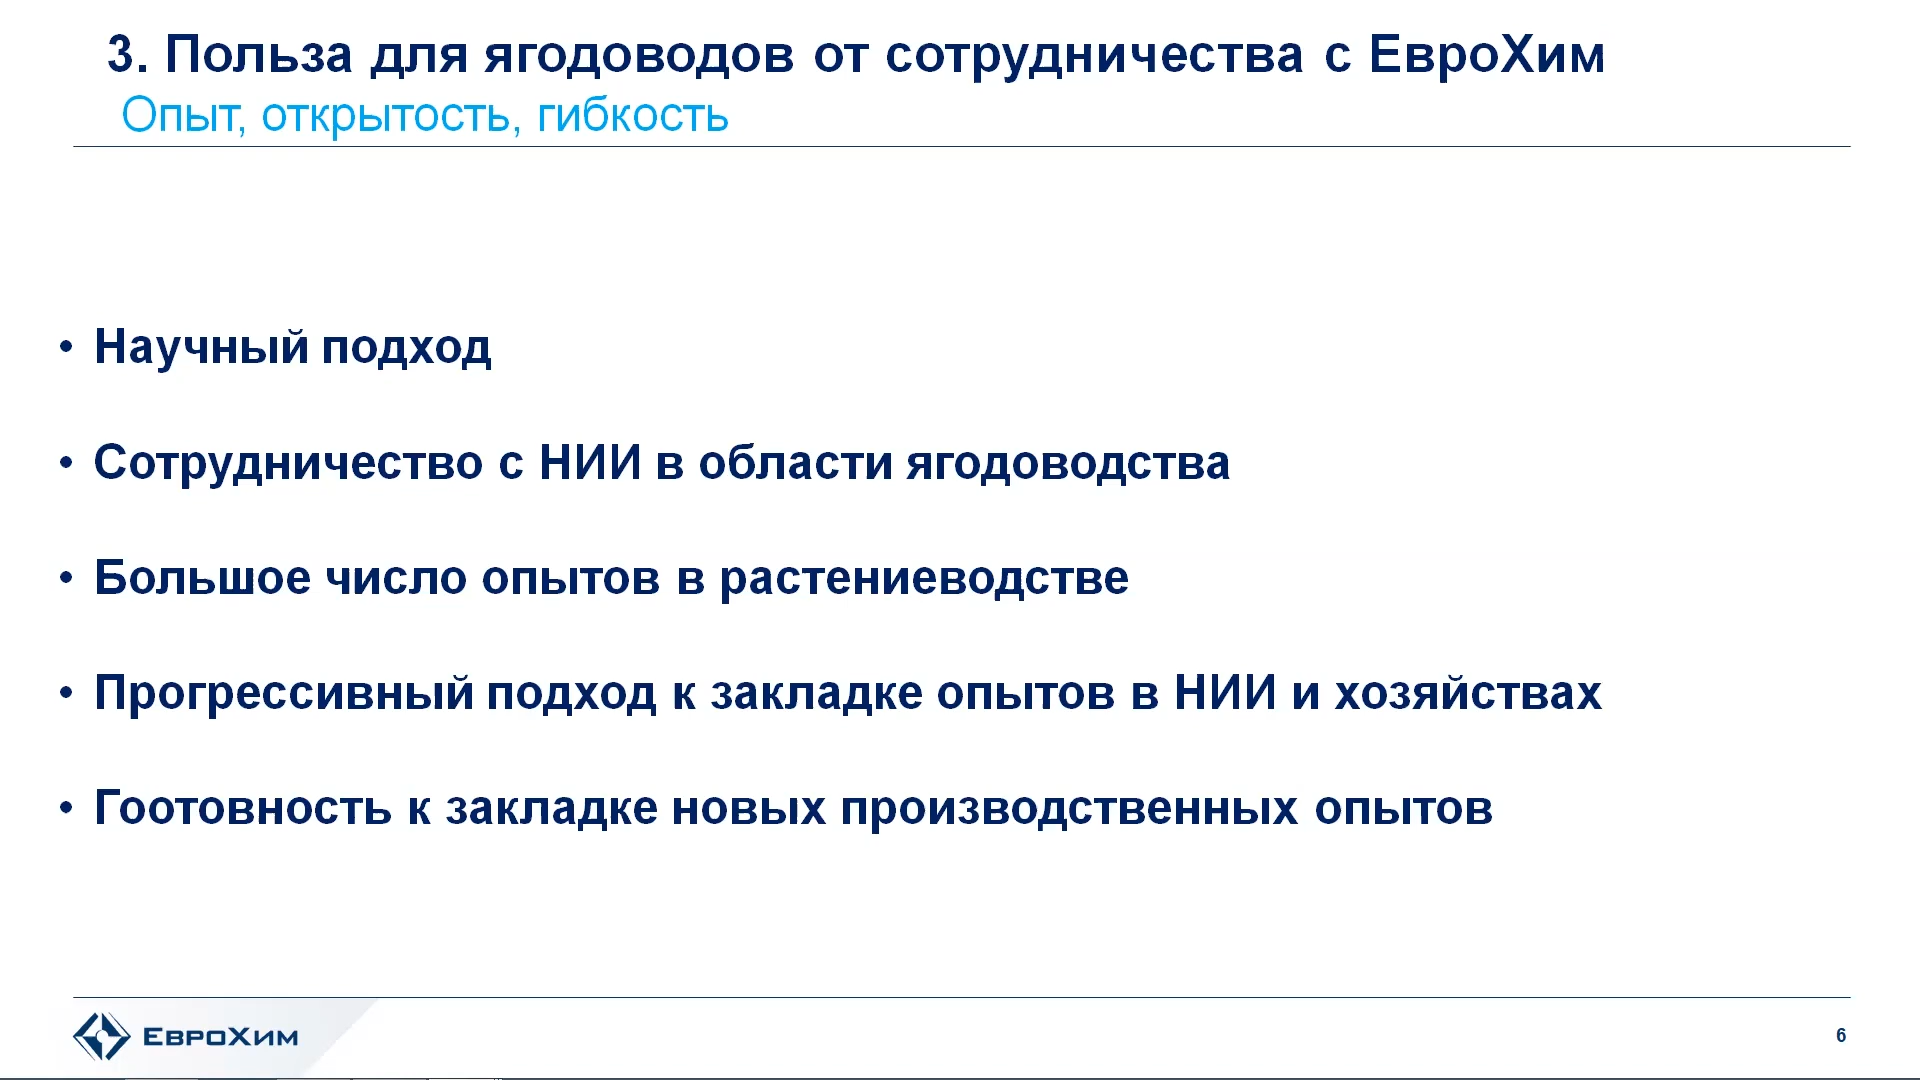 3. Польза для ягодоводов от сотрудничества с ЕвроХим
Опыт, открытость, гибкость
• Научный подход
• Сотрудничество с НИИ в области ягодоводства
• Большое число опытов в растениеводстве
• Прогрессивный подход к закладке опытов в НИИ и хозяйствах
• Гоотовность к закладке новых производственных опытов
ЕВРОХИМ
6